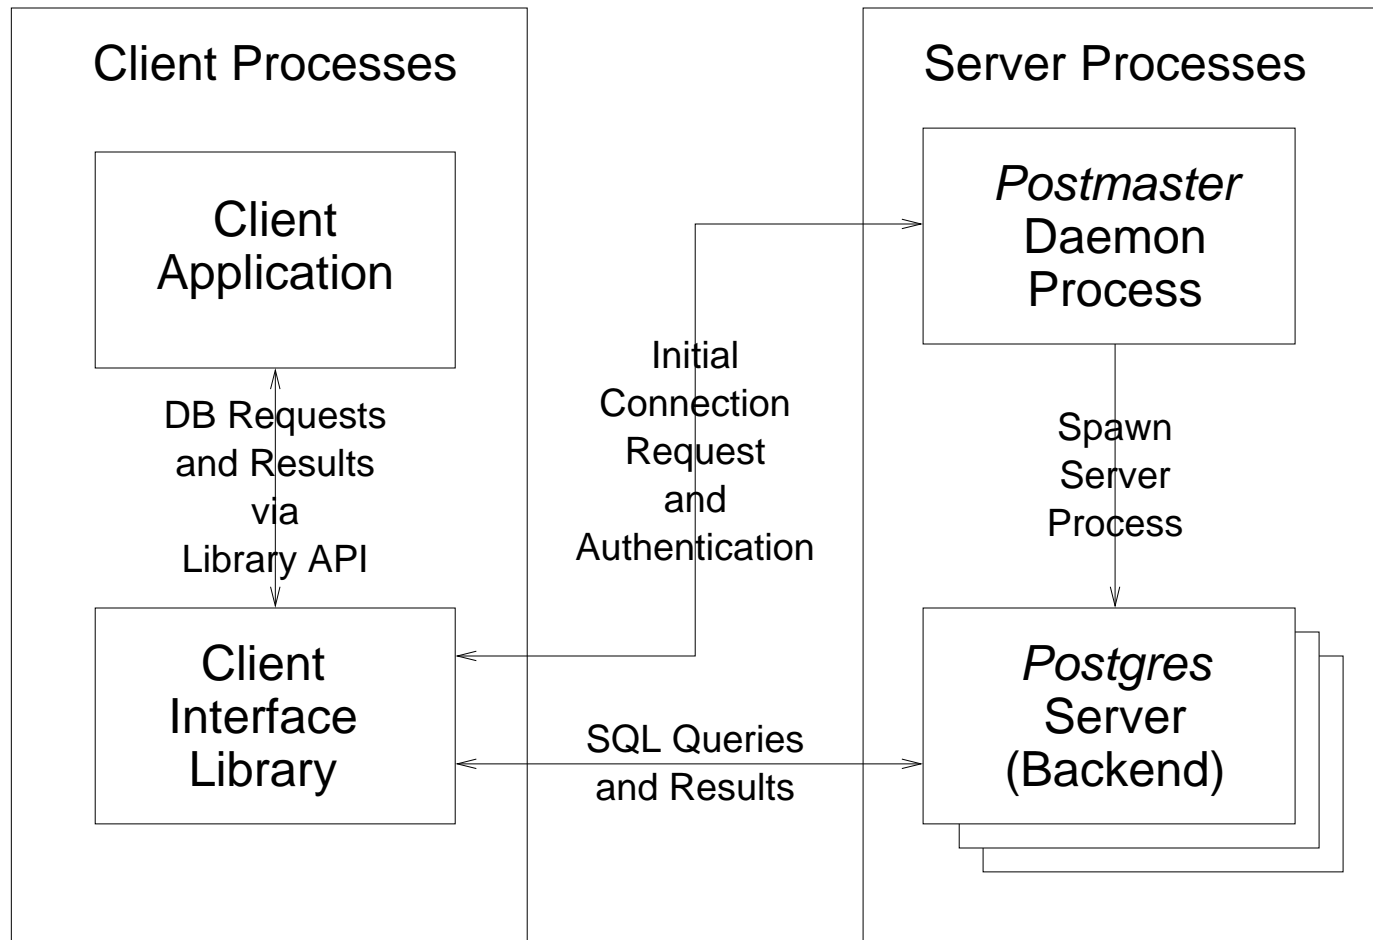 Client Processes
Client
Application
DB Requests
and Results
via
Library API
Client
Interface
Library
Initial
Connection
Request
and
Authentication
SQL Queries
and Results
Server Processes
Postmaster
Daemon
Process
Spawn
Server
Process
Postgres
Server
(Backend)